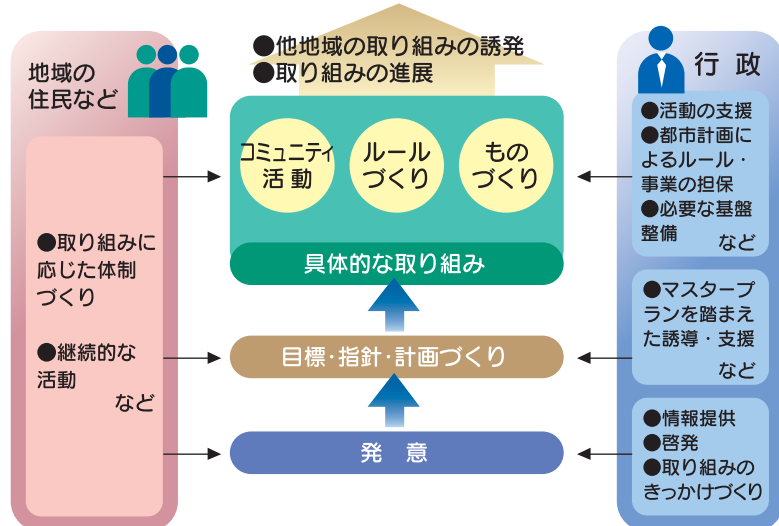 地域の
住民など
●取り組みに
応じた体制
づくり
●継続的な
活動
など
●他地域の取り組みの誘発
●取り組みの進展
コミュニティ
活動
ルール
づくり
もの
づくり
具体的な取り組み
目標・指針・計画づくり
発意
行政
●活動の支援
●都市計画に
よるルール・
事業の担保
●必要な基盤
整備
など
●マスタープ
ランを踏まえ
た誘導・支援
など
●情報提供
●啓発
●取り組みの
きっかけづくり